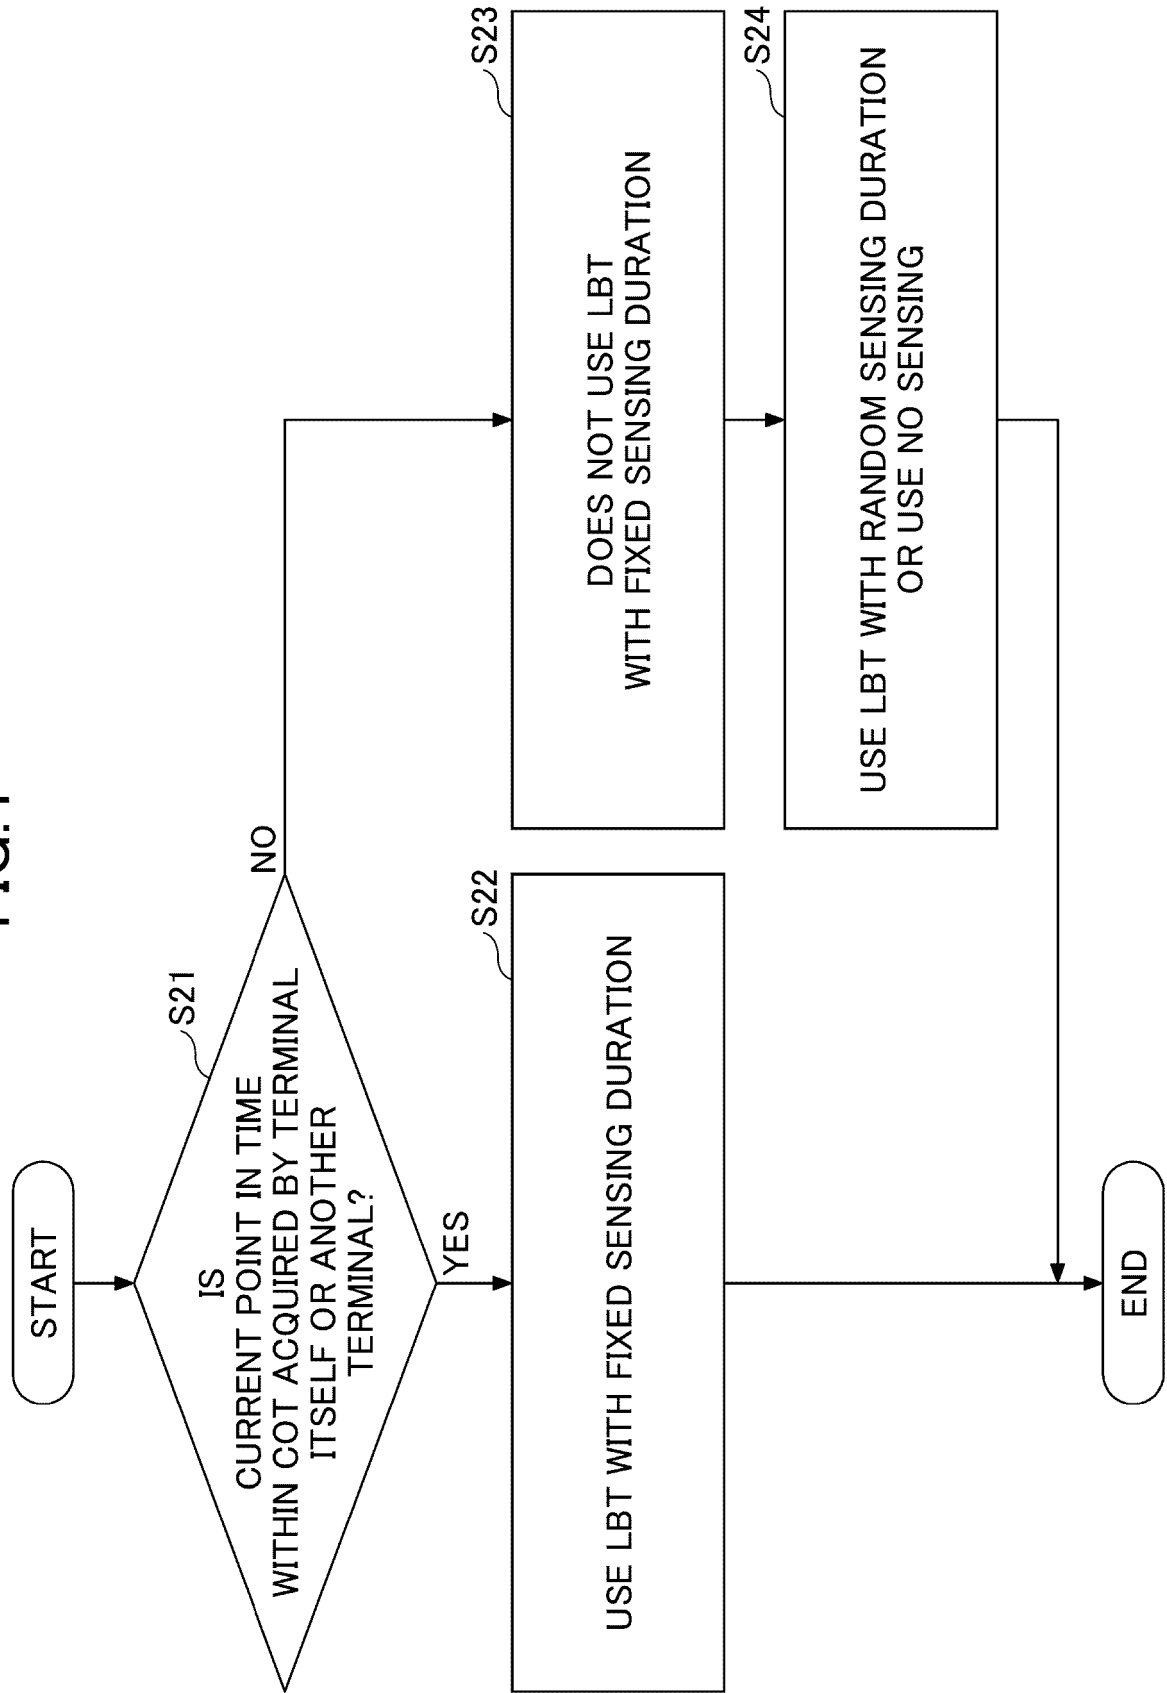 START
S21
IS
CURRENT POINT IN TIME
WITHIN COT ACQUIRED BY TERMINAL
ITSELF OR ANOTHER
TERMINAL?
NO
YES
S22
USE LBT WITH FIXED SENSING DURATION
S23
DOES NOT USE LBT
WITH FIXED SENSING DURATION
S24
USE LBT WITH RANDOM SENSING DURATION
OR USE NO SENSING
END